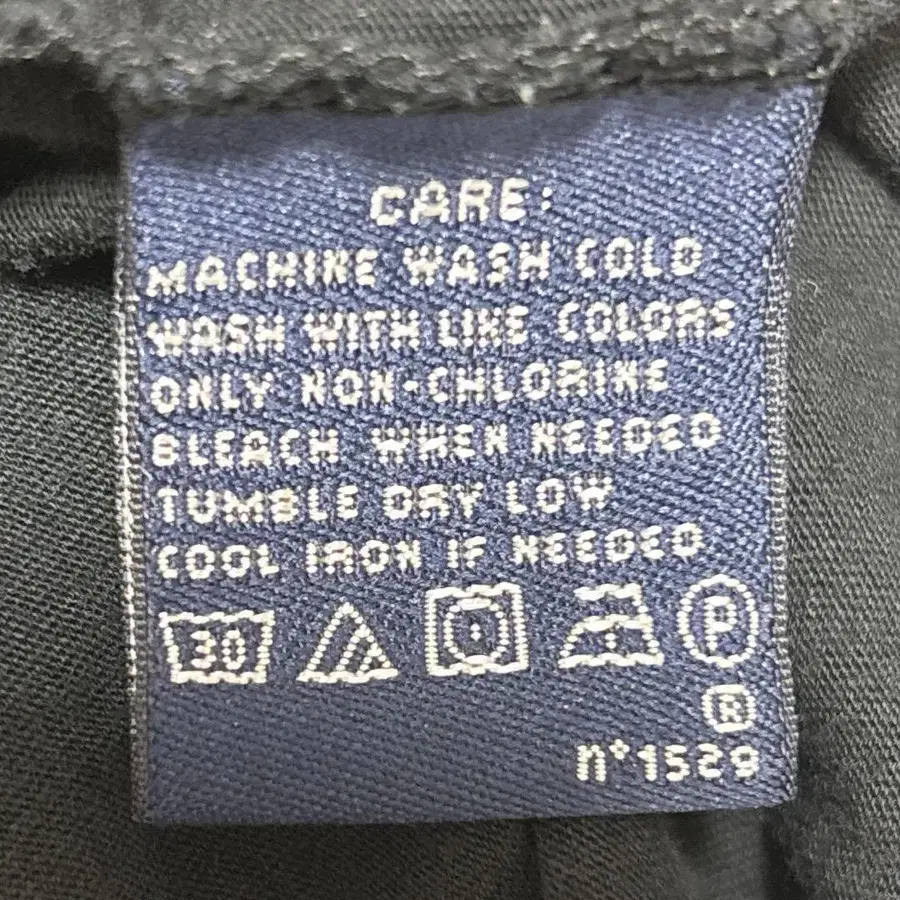 CARE:
MACHINE WASH COLD
WASH WITH LIKE COLORS
ONLY NON-CHLORINE
BLEACH WHEN NEEDED
TUMBLE DRY LOW
COOL IRON IF NEEDED
30 P
®
n°1529